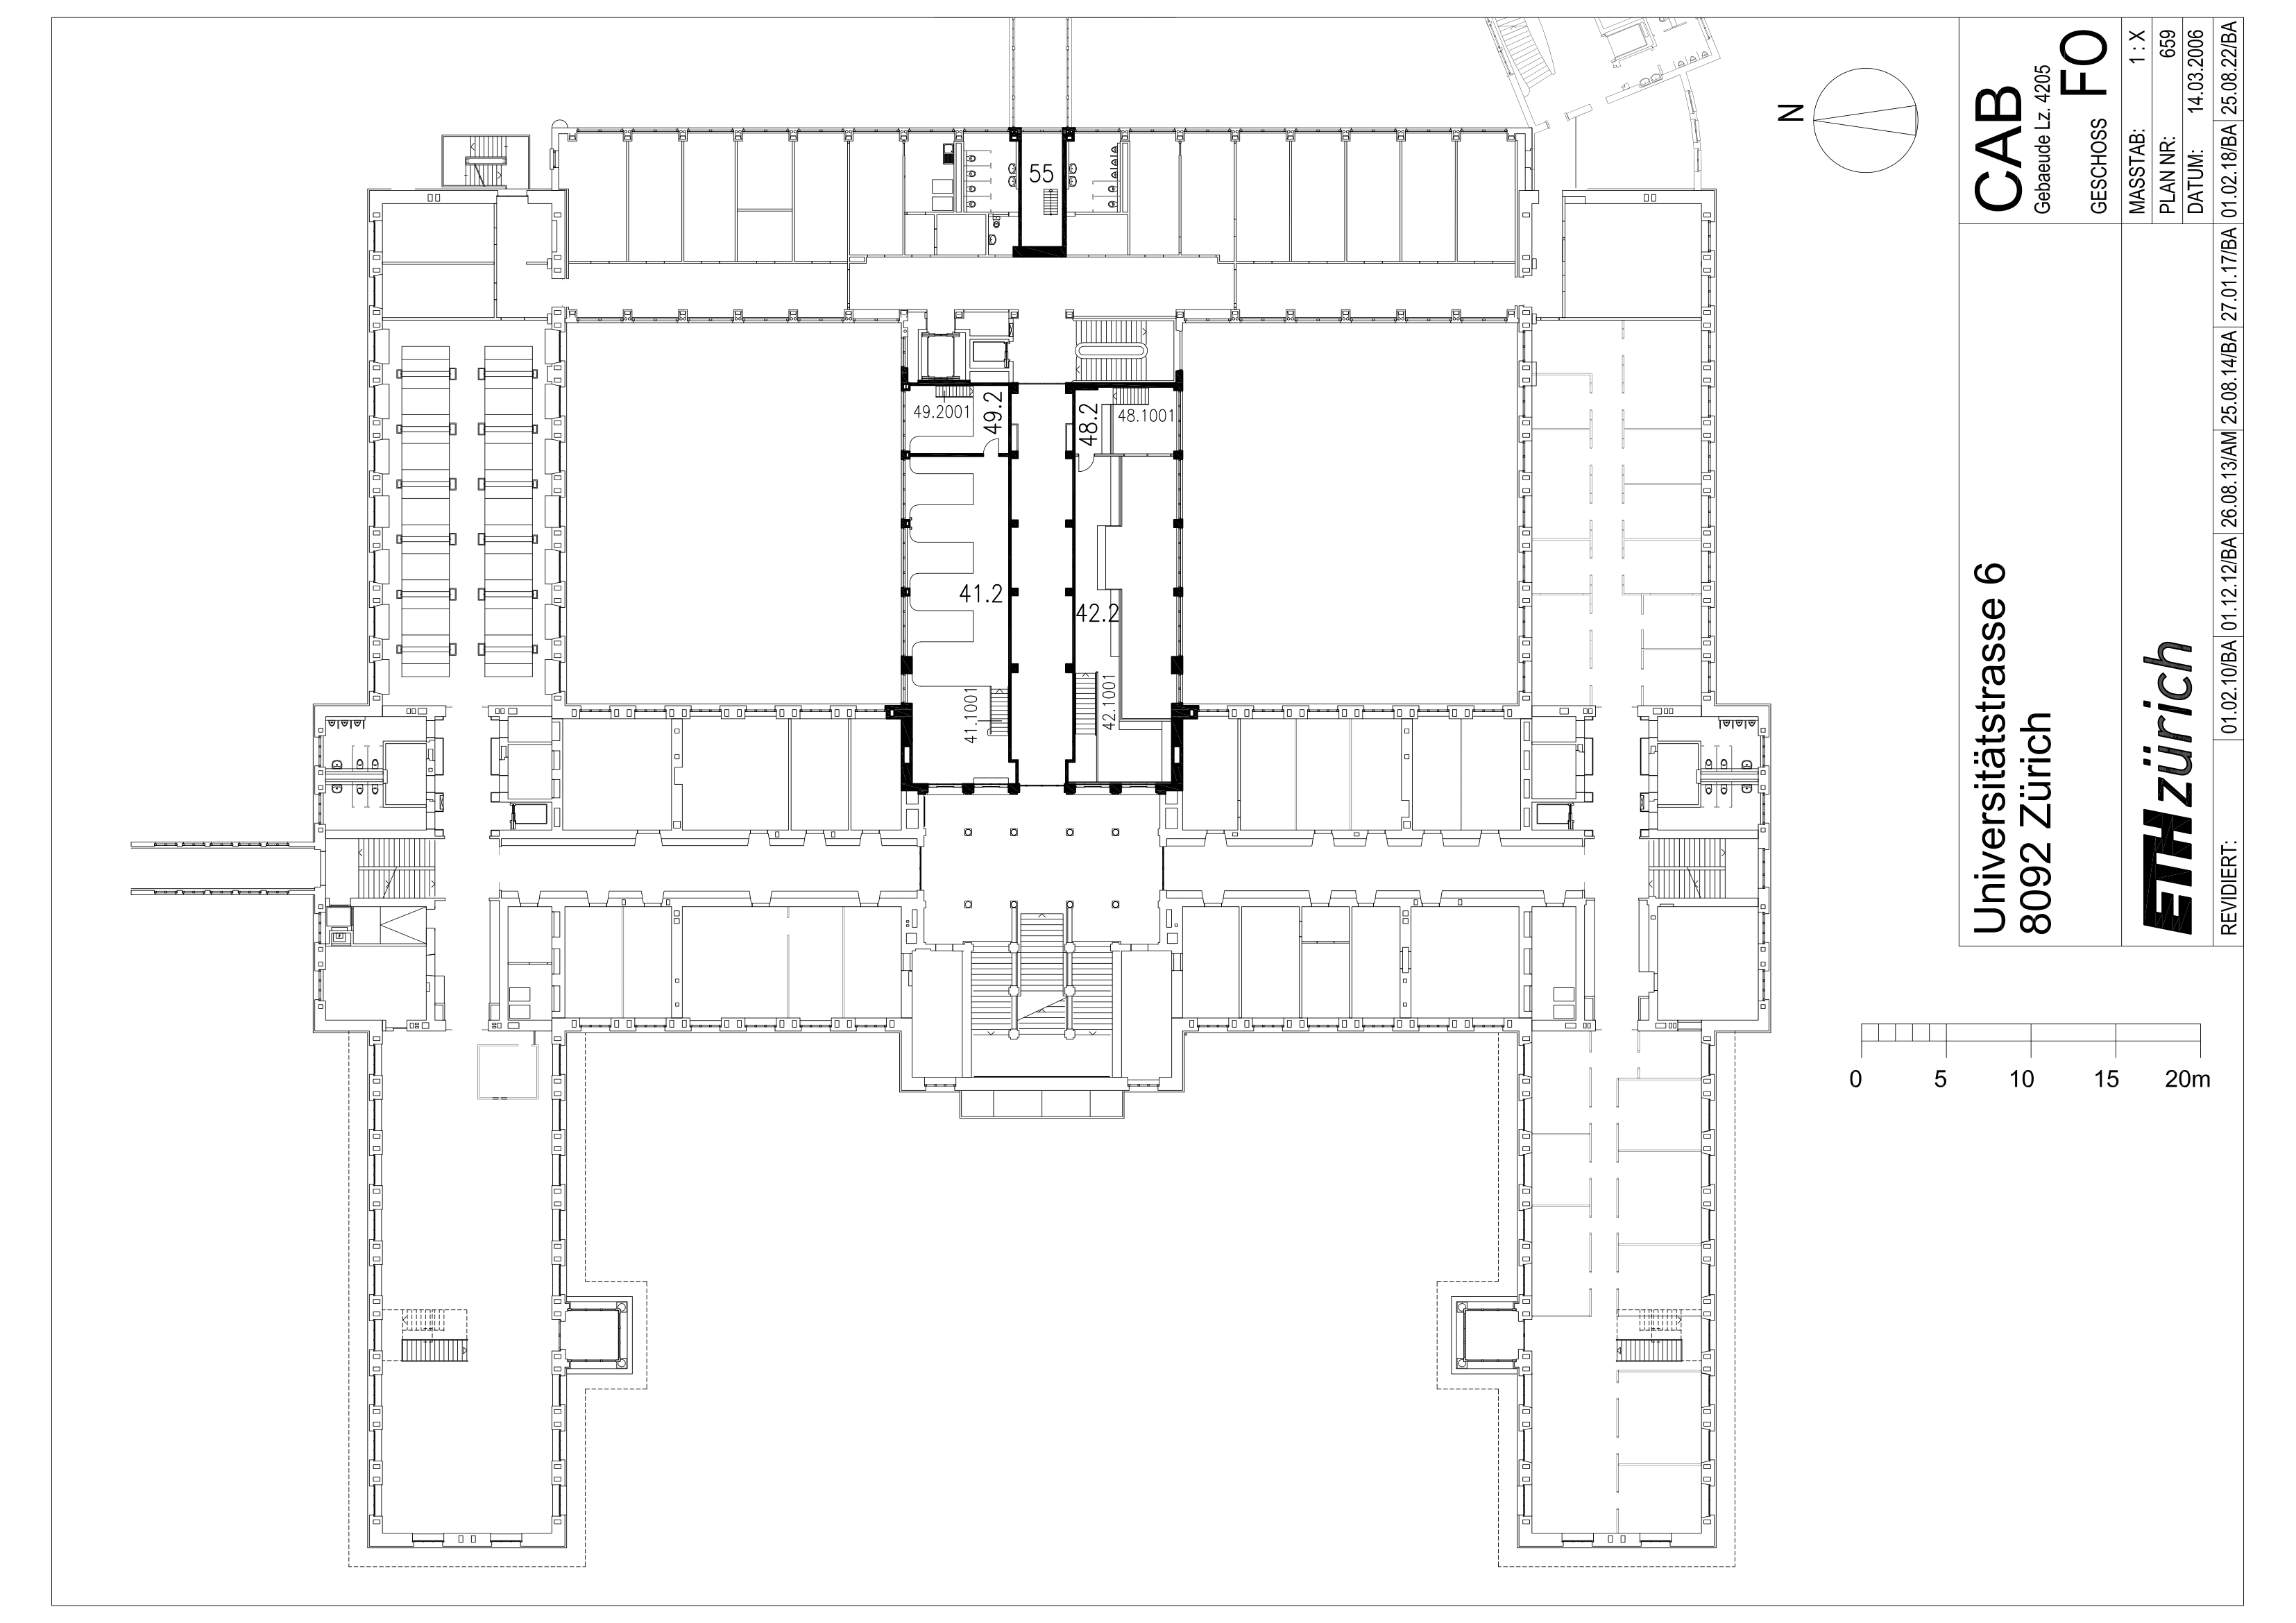 CAB
Gebaeude Lz. 4205
GESCHOSS FO
MASSTAB: 1 : X
PLAN NR: 659
DATUM: 14.03.2006
Universitätstrasse 6
8092 Zürich
ETH zürich
REVIDIERT: 01.02.10/BA 01.12.12/BA 26.08.13/AM 25.08.14/BA 27.01.17/BA 01.02.18/BA 25.08.22/BA
N
55
49.2001
49.2
48.2
48.1001
41.2
42.2
41.1001
42.1001
0 5 10 15 20m